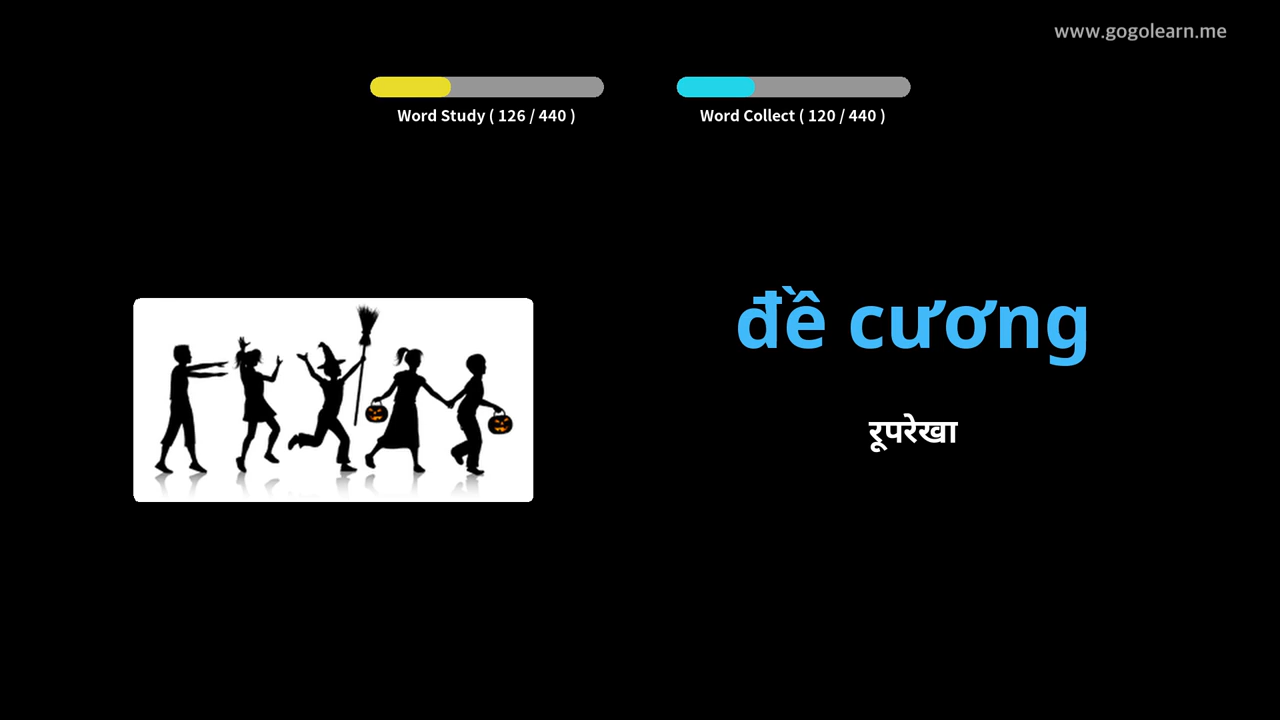 www.gogolearn.me
Word Study ( 126 / 440 )
Word Collect ( 120 / 440 )
đề cương
रूपरेखा